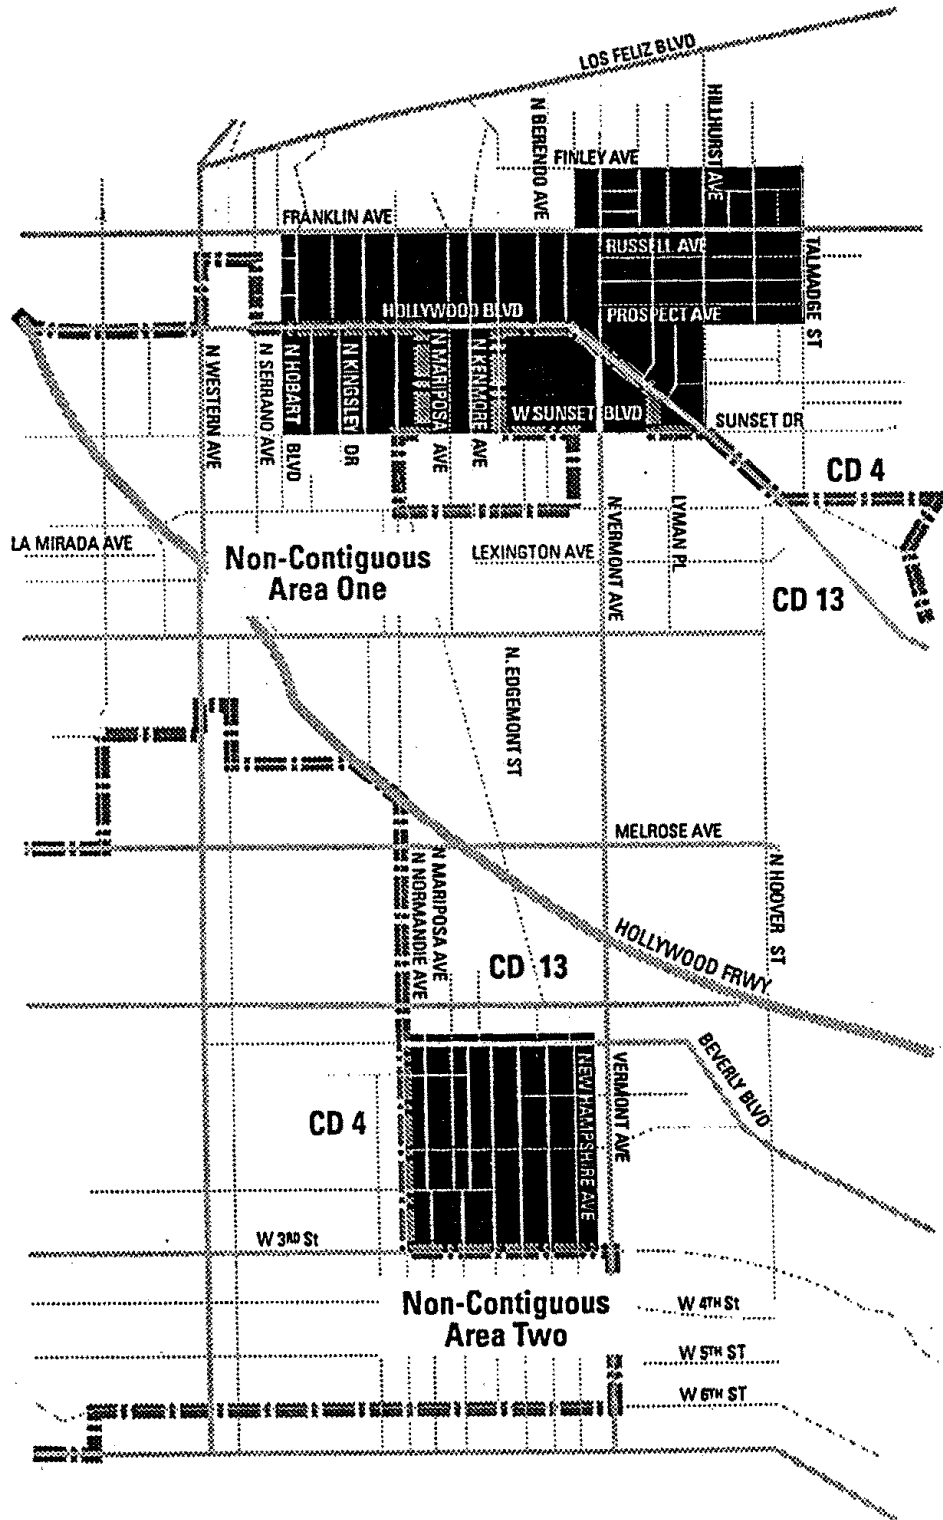 LOS FELIZ BLVD
N BERENDO AVE
HILLHURST AVE
FINLEY AVE
FRANKLIN AVE
RUSSELL AVE
TALMADGE ST
HOLLYWOOD BLVD
PROSPECT AVE
N WESTERN AVE
N SERRANO AVE
N HOBART BLVD
N KINGSLEY DR
N MARIPOSA AVE
N KENMORE AVE
W SUNSET BLVD
SUNSET DR
CD 4
LA MIRADA AVE
Non-Contiguous
Area One
LEXINGTON AVE
N VERMONT AVE
LYMAN PL
CD 13
N. EDGEMONT ST
MELROSE AVE
N MARIPOSA AVE
N NORMANDIE AVE
N HOOVER ST
HOLLYWOOD FRWY
CD 13
BEVERLY BLVD
NEW HAMPSHIRE AVE
VERMONT AVE
CD 4
W 3RD St
Non-Contiguous
Area Two
W 4TH St
W 5TH ST
W 6TH ST